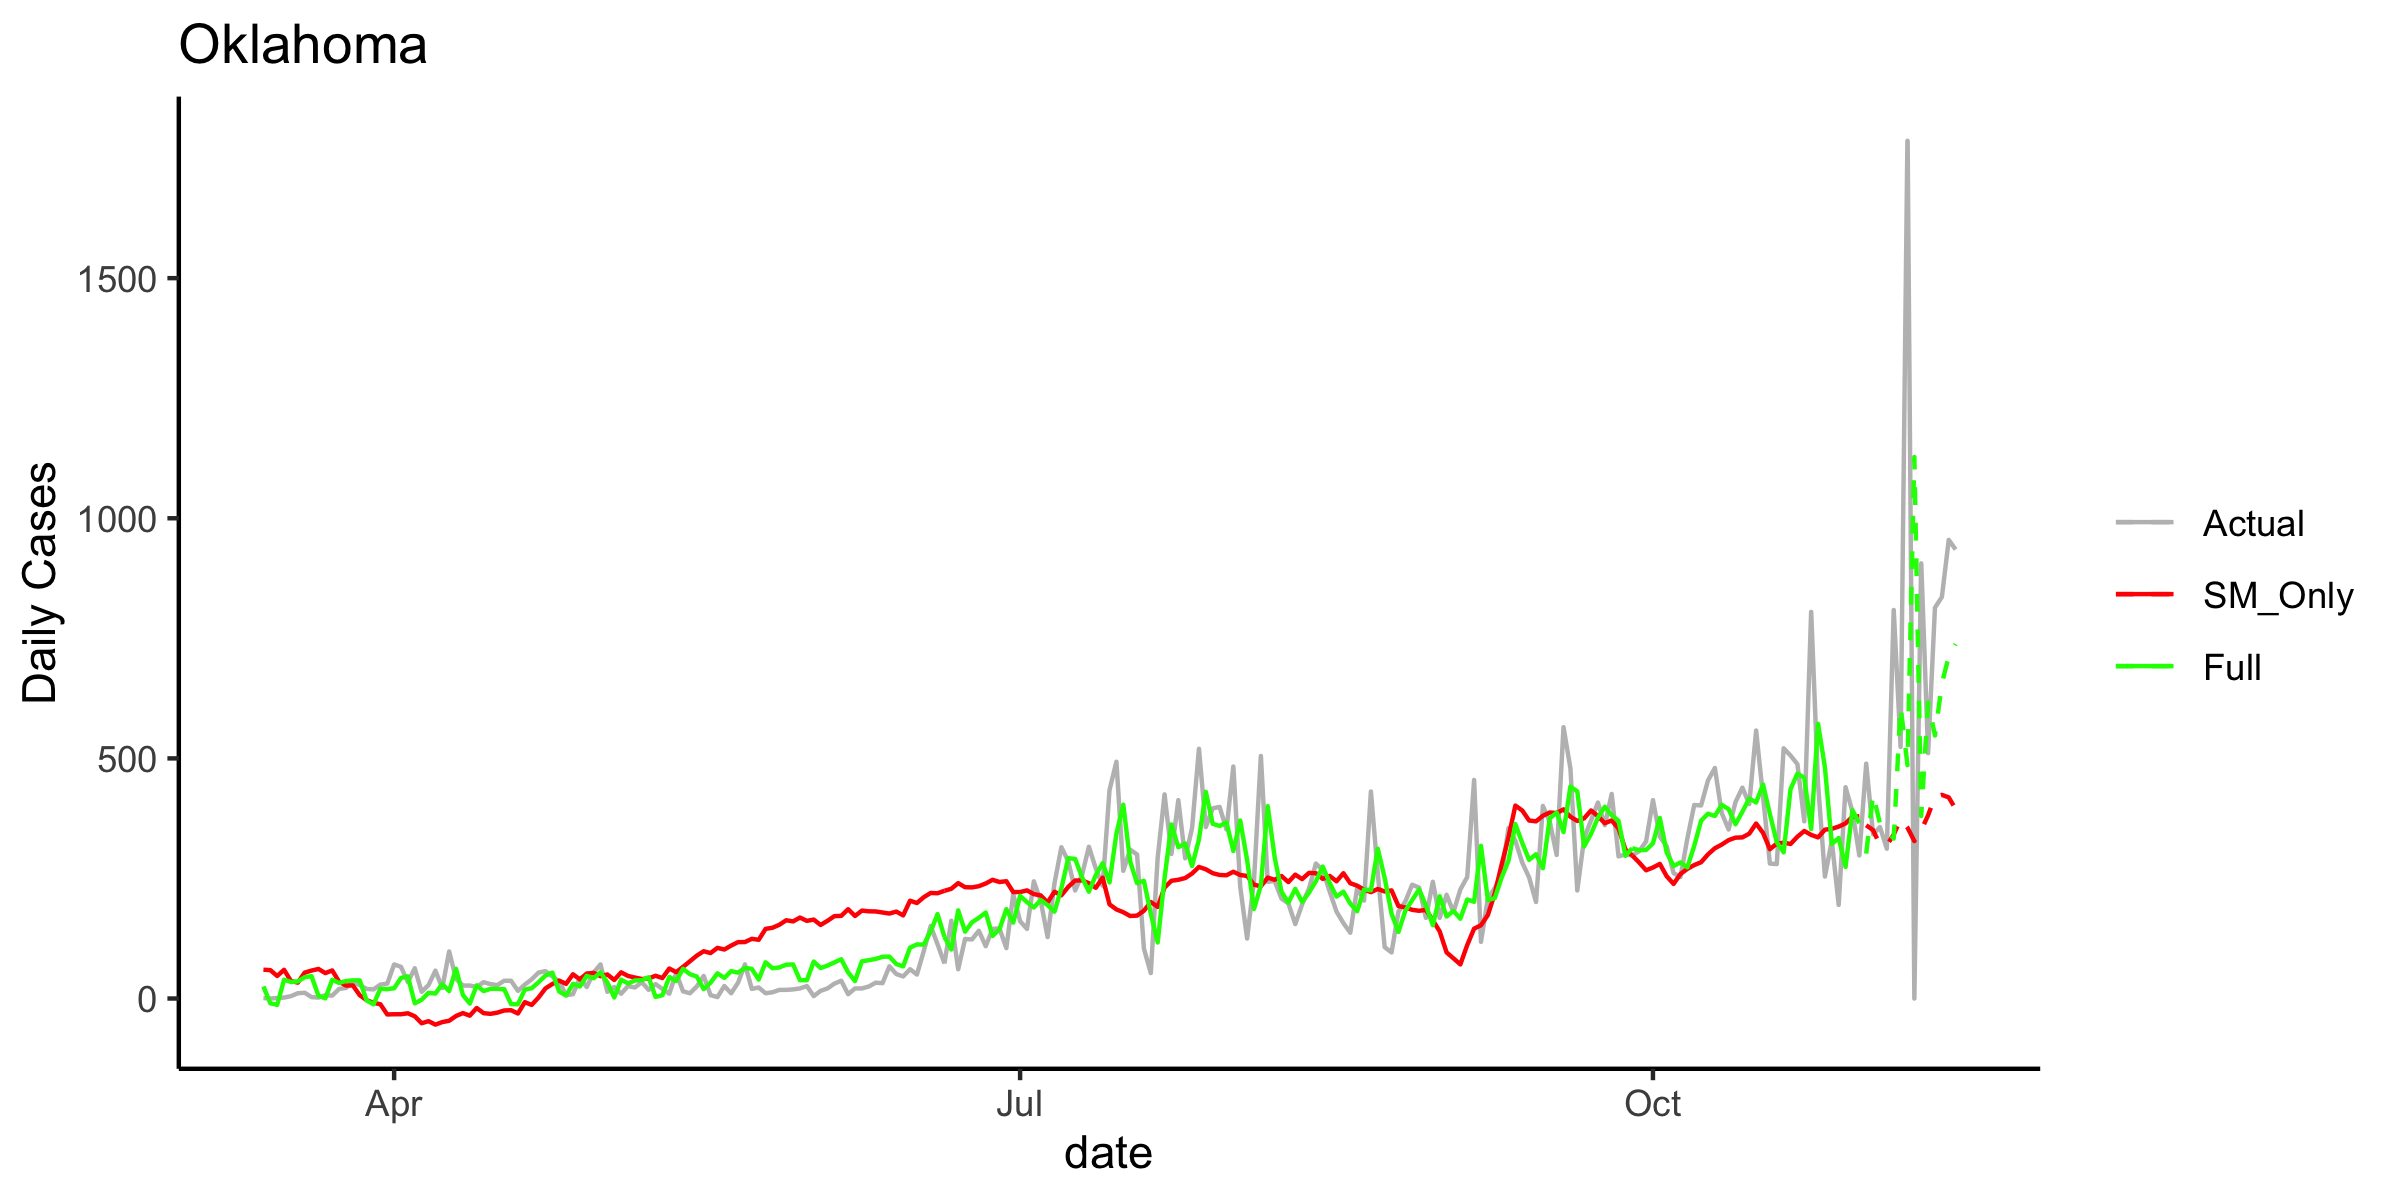 Oklahoma
Daily Cases
1500
1000
500
0
Apr
Jul
Oct
date
Actual
SM_Only
Full